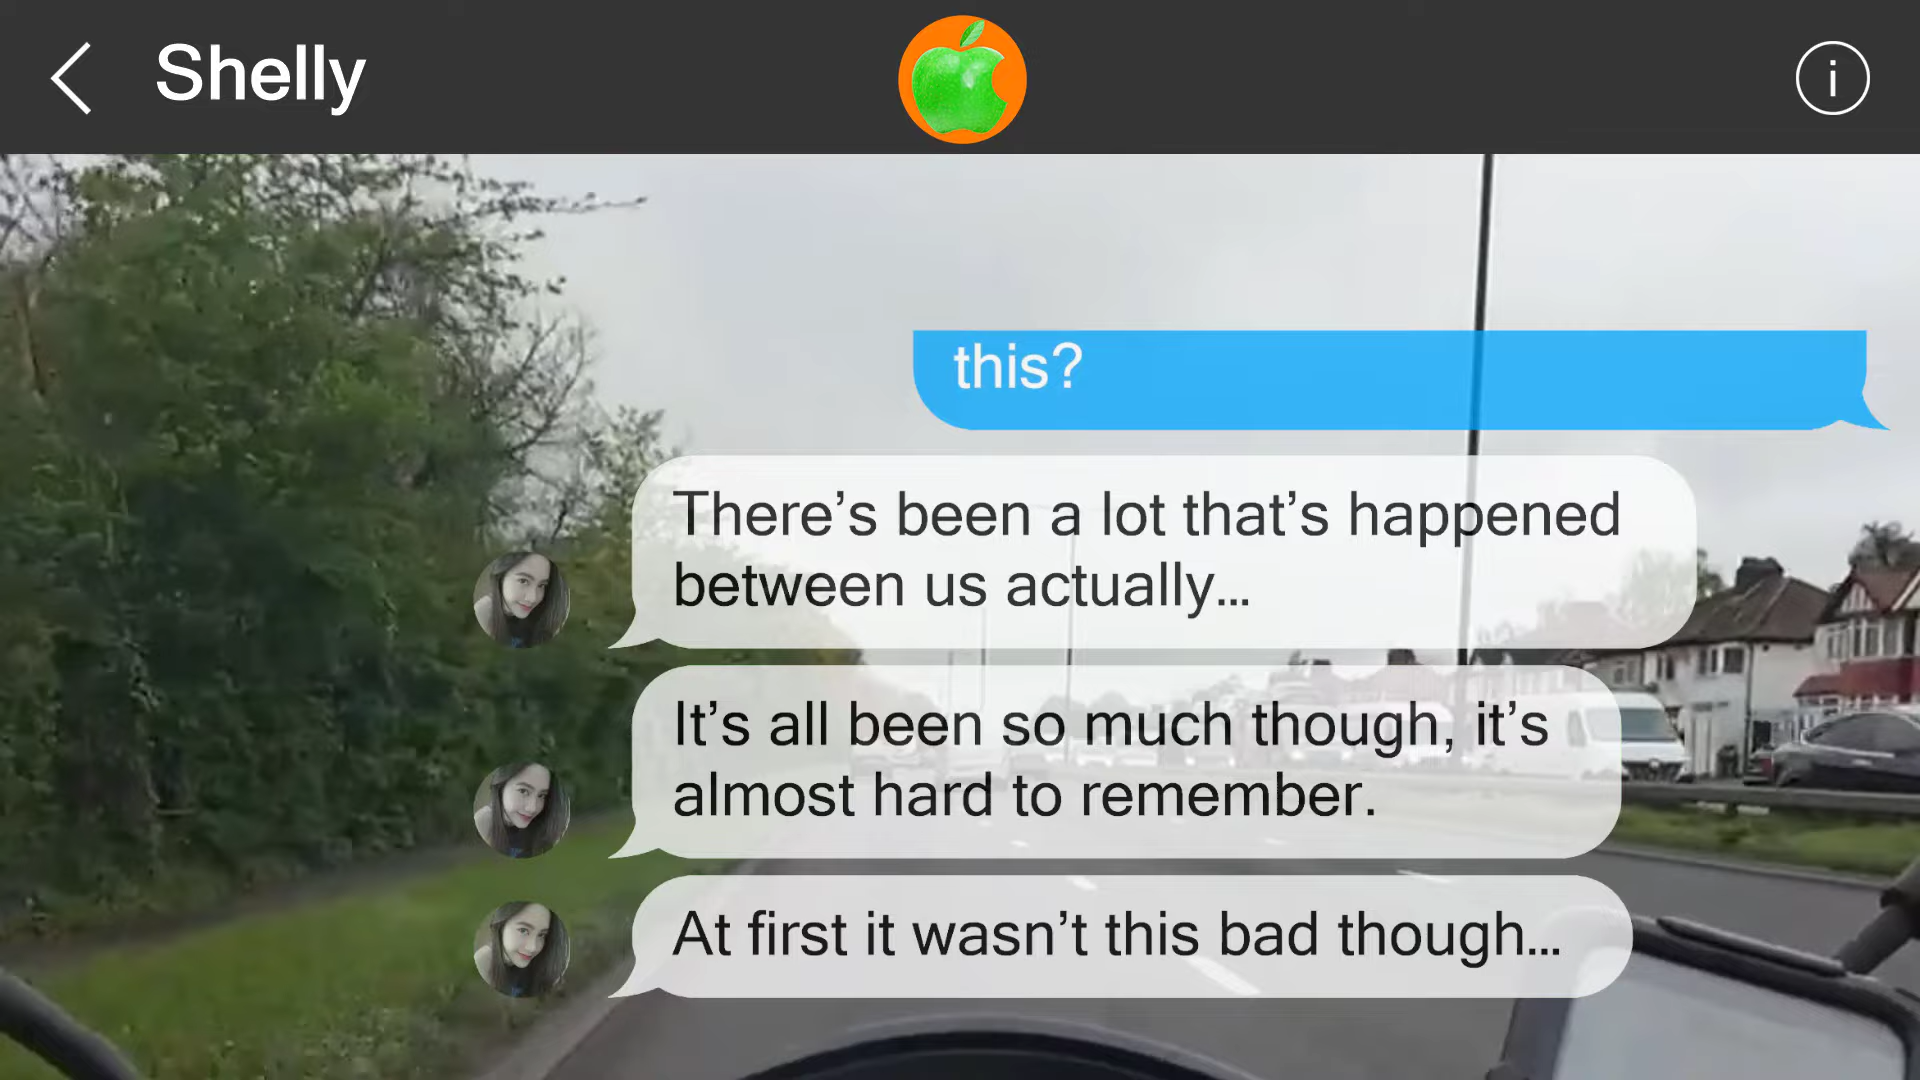 Shelly
i
this?
There’s been a lot that’s happened
between us actually...
It’s all been so much though, it’s
almost hard to remember.
At first it wasn’t this bad though...